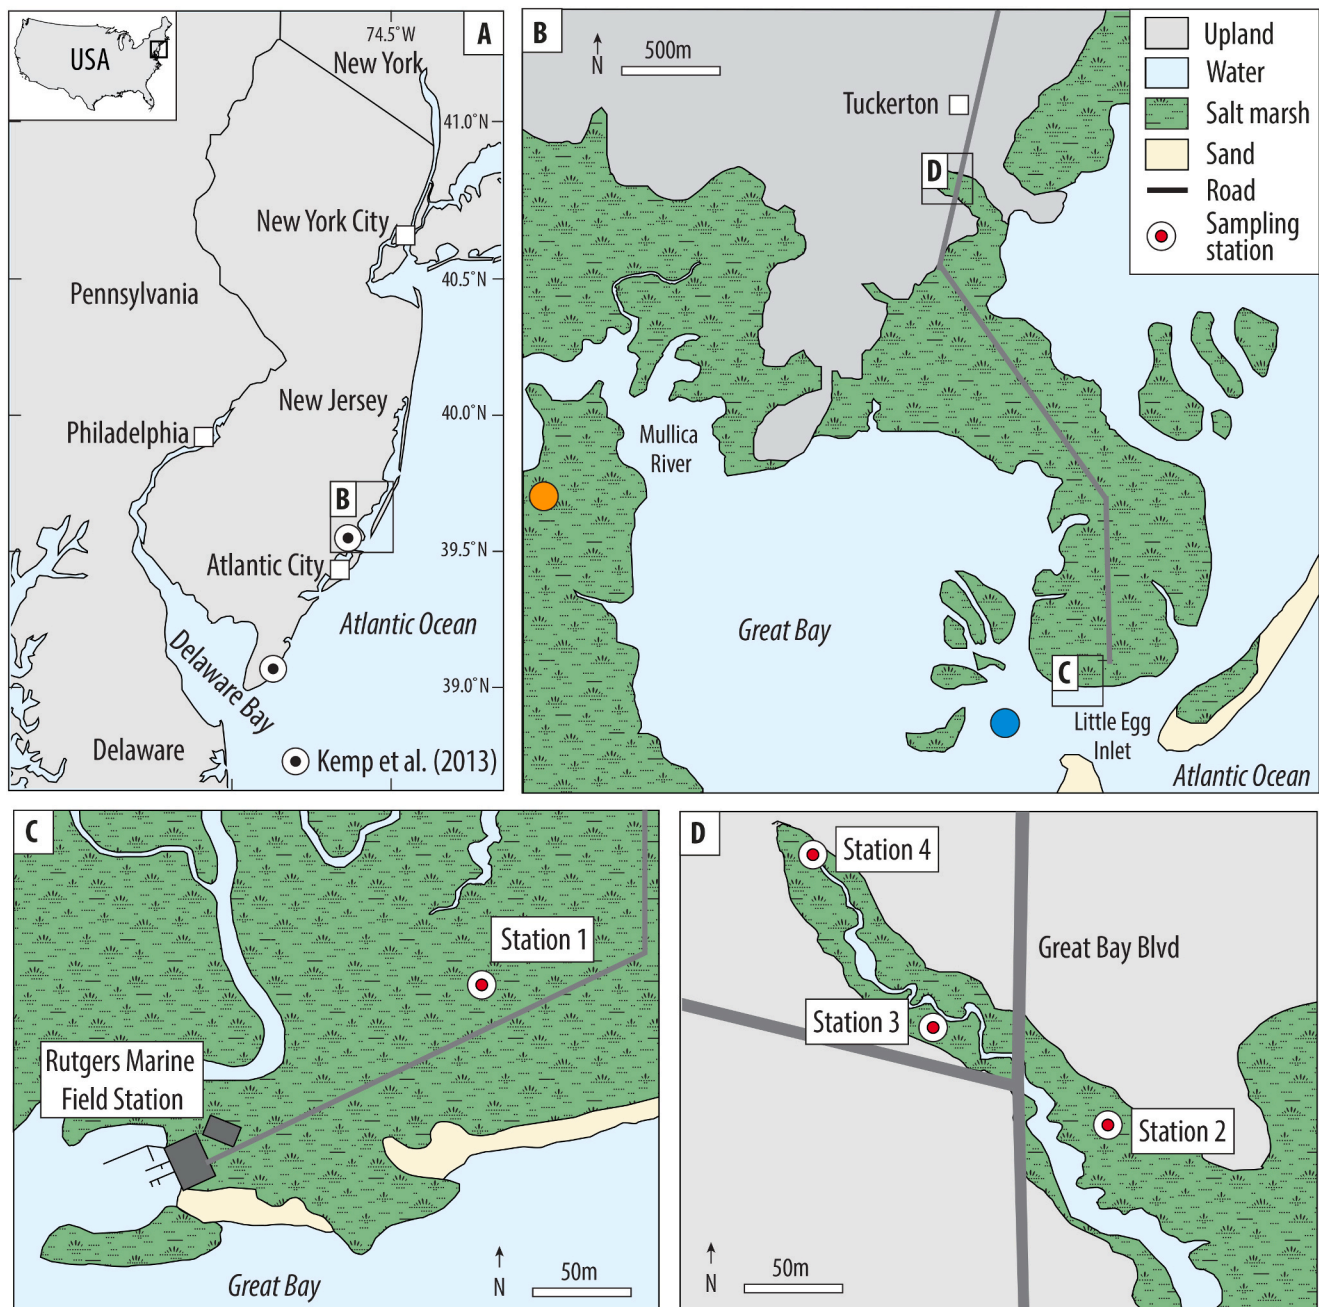 USA
74.5°W
A
New York
41.0°N
New York City
40.5°N
Pennsylvania
New Jersey
40.0°N
Philadelphia
B
39.5°N
Atlantic City
Atlantic Ocean
Delaware Bay
39.0°N
Delaware
Kemp et al. (2013)
B
N
500m
Tuckerton
D
Mullica
River
Great Bay
C
Little Egg
Inlet
Atlantic Ocean
Upland
Water
Salt marsh
Sand
Road
Sampling
station
C
Station 1
Rutgers Marine
Field Station
Great Bay
N
50m
D
Station 4
Great Bay Blvd
Station 3
Station 2
N
50m